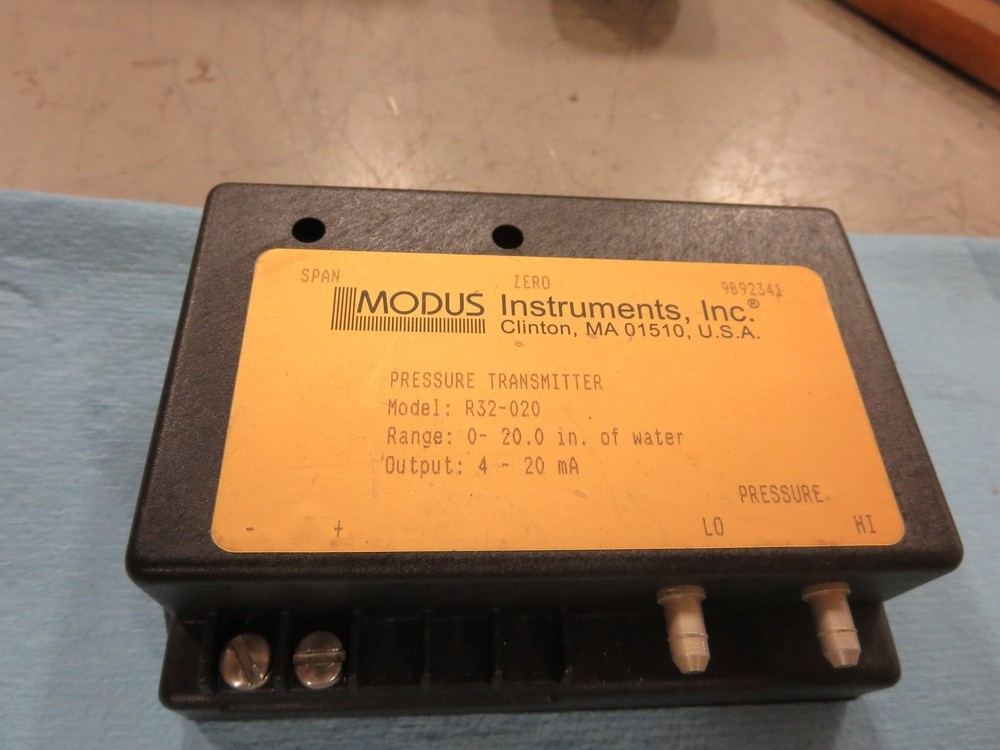 SPAN ZERO 9892341
MODUS Instruments, Inc.®
Clinton, MA 01510, U.S.A.
PRESSURE TRANSMITTER
Model: R32-020
Range: 0- 20.0 in. of water
Output: 4 - 20 mA
PRESSURE
- + LO HI